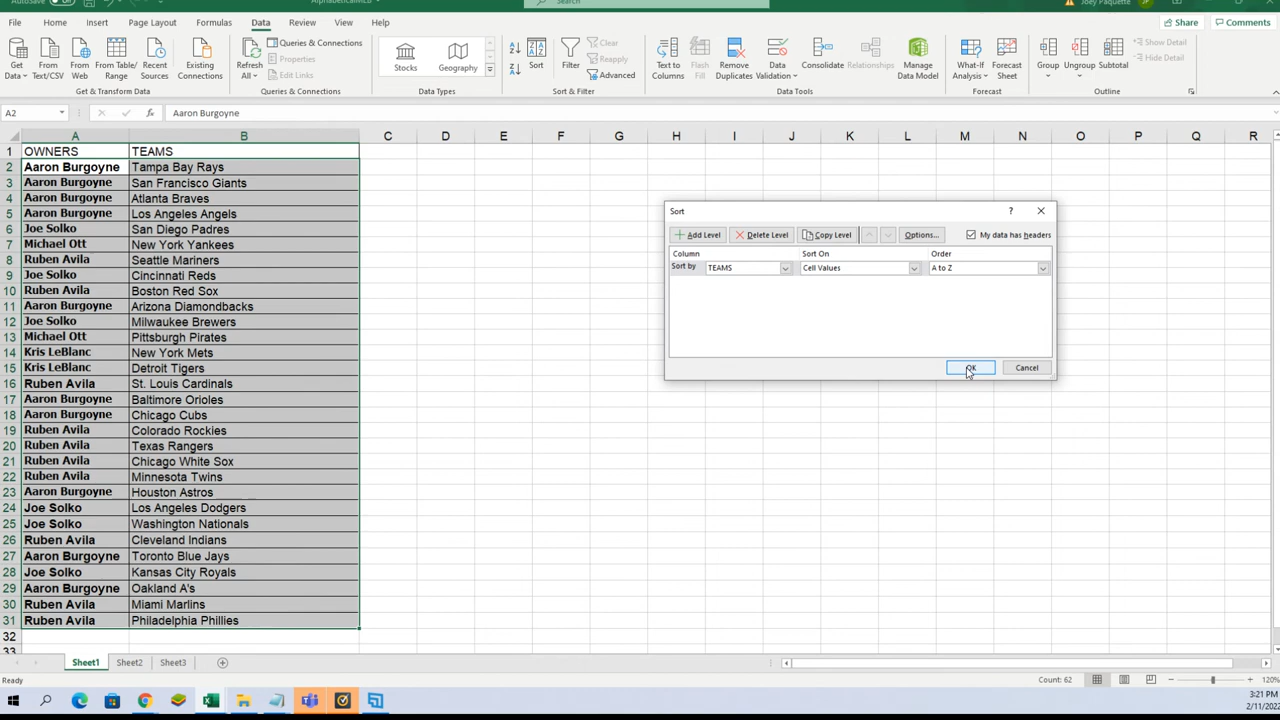 AutoSave
Search
Joey Paquette
File Home Insert Page Layout Formulas Data Review View Help
Share Comments
Get Data From Text/CSV From Web From Table/Range Recent Sources Existing Connections
Get & Transform Data
Refresh All Queries & Connections Properties Edit Links
Queries & Connections
Stocks Geography
Data Types
Sort Filter Clear Reapply Advanced
Sort & Filter
Text to Columns Flash Fill Remove Duplicates Data Validation Consolidate Relationships Manage Data Model
Data Tools
What-If Analysis Forecast Sheet
Forecast
Group Ungroup Subtotal Show Detail Hide Detail
Outline
A2 fx Aaron Burgoyne
A B C D E F G H I J K L M N O P Q R
1 OWNERS TEAMS
2 Aaron Burgoyne Tampa Bay Rays
3 Aaron Burgoyne San Francisco Giants
4 Aaron Burgoyne Atlanta Braves
5 Aaron Burgoyne Los Angeles Angels
6 Joe Solko San Diego Padres
7 Michael Ott New York Yankees
8 Ruben Avila Seattle Mariners
9 Joe Solko Cincinnati Reds
10 Ruben Avila Boston Red Sox
11 Aaron Burgoyne Arizona Diamondbacks
12 Joe Solko Milwaukee Brewers
13 Michael Ott Pittsburgh Pirates
14 Kris LeBlanc New York Mets
15 Kris LeBlanc Detroit Tigers
16 Ruben Avila St. Louis Cardinals
17 Aaron Burgoyne Baltimore Orioles
18 Aaron Burgoyne Chicago Cubs
19 Ruben Avila Colorado Rockies
20 Ruben Avila Texas Rangers
21 Ruben Avila Chicago White Sox
22 Ruben Avila Minnesota Twins
23 Aaron Burgoyne Houston Astros
24 Joe Solko Los Angeles Dodgers
25 Joe Solko Washington Nationals
26 Ruben Avila Cleveland Indians
27 Aaron Burgoyne Toronto Blue Jays
28 Joe Solko Kansas City Royals
29 Aaron Burgoyne Oakland A's
30 Ruben Avila Miami Marlins
31 Ruben Avila Philadelphia Phillies
32
33
Sort ?
Add Level Delete Level Copy Level Options... My data has headers
Column Sort On Order
Sort by TEAMS Cell Values A to Z
OK Cancel
Sheet1 Sheet2 Sheet3
Ready Count: 62 120%
3:21 PM
2/11/2022